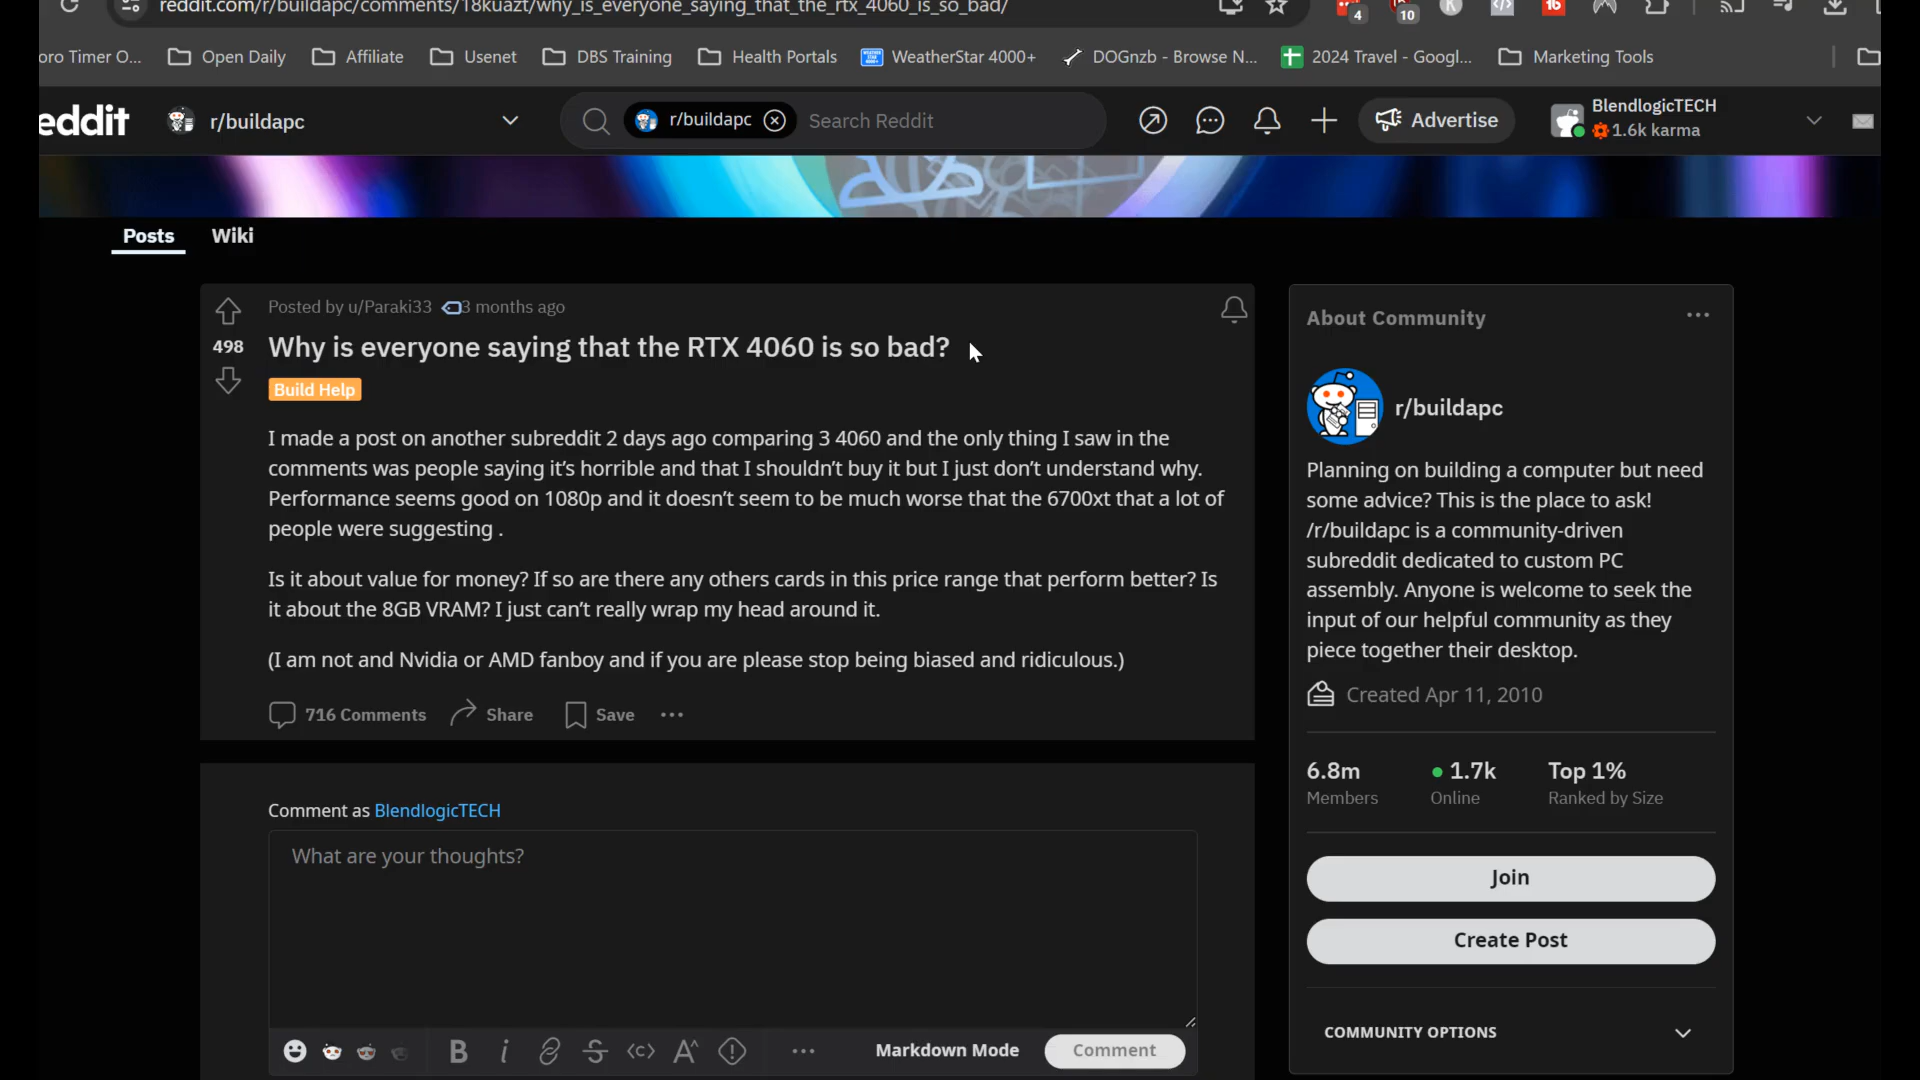 reddit.com/r/buildapc/comments/18kuazt/why_is_everyone_saying_that_the_rtx_4060_is_so_bad/
4
10
16
oro Timer O...
Open Daily
Affiliate
Usenet
DBS Training
Health Portals
WeatherStar 4000+
DOGnzb - Browse N...
2024 Travel - Googl...
Marketing Tools
eddit
r/buildapc
r/buildapc
Search Reddit
Advertise
BlendlogicTECH
1.6k karma
Posts
Wiki
Posted by u/Paraki33 3 months ago
498
Why is everyone saying that the RTX 4060 is so bad?
Build Help
I made a post on another subreddit 2 days ago comparing 3 4060 and the only thing I saw in the
comments was people saying it's horrible and that I shouldn't buy it but I just don't understand why.
Performance seems good on 1080p and it doesn't seem to be much worse that the 6700xt that a lot of
people were suggesting .
Is it about value for money? If so are there any others cards in this price range that perform better? Is
it about the 8GB VRAM? I just can't really wrap my head around it.
(I am not and Nvidia or AMD fanboy and if you are please stop being biased and ridiculous.)
716 Comments
Share
Save
Comment as BlendlogicTECH
What are your thoughts?
Markdown Mode
Comment
About Community
r/buildapc
Planning on building a computer but need
some advice? This is the place to ask!
/r/buildapc is a community-driven
subreddit dedicated to custom PC
assembly. Anyone is welcome to seek the
input of our helpful community as they
piece together their desktop.
Created Apr 11, 2010
6.8m
Members
1.7k
Online
Top 1%
Ranked by Size
Join
Create Post
COMMUNITY OPTIONS